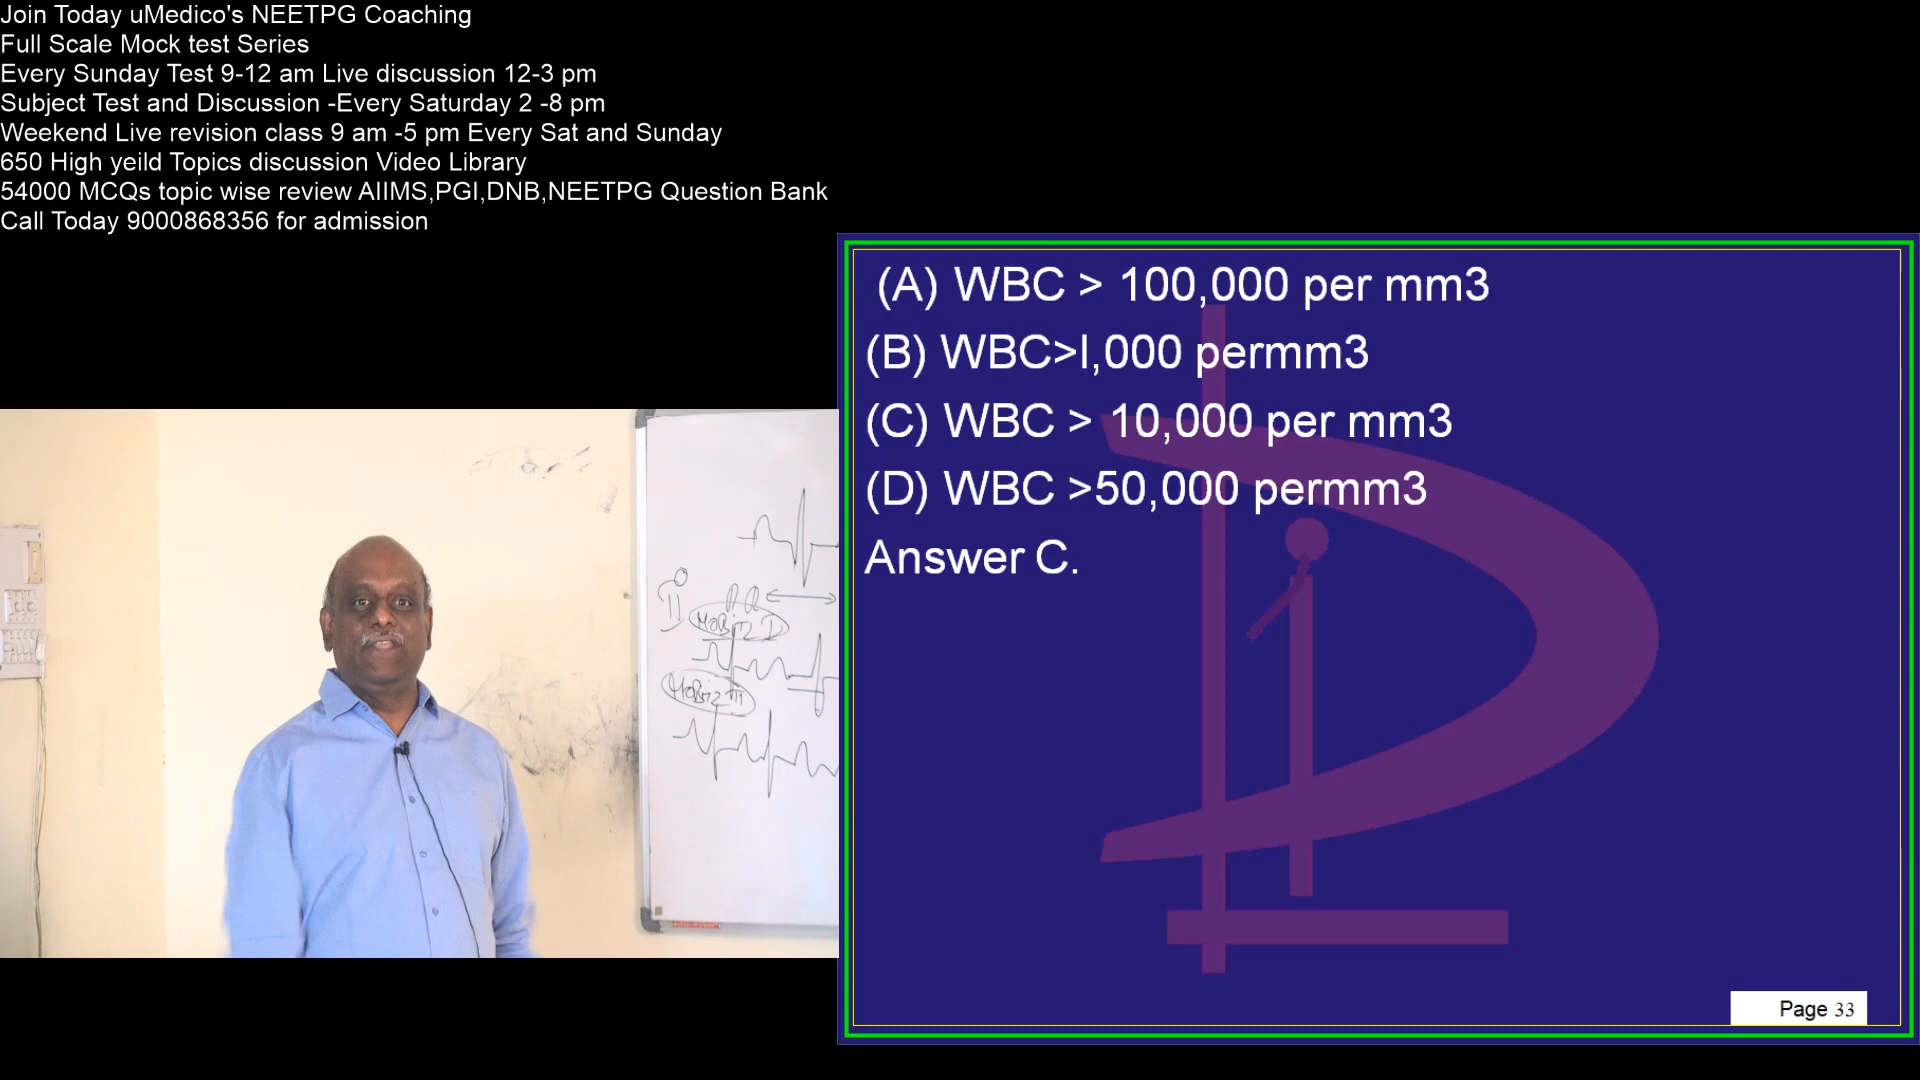 Join Today uMedico's NEETPG Coaching
Full Scale Mock test Series
Every Sunday Test 9-12 am Live discussion 12-3 pm
Subject Test and Discussion -Every Saturday 2 -8 pm
Weekend Live revision class 9 am -5 pm Every Sat and Sunday
650 High yeild Topics discussion Video Library
54000 MCQs topic wise review AIIMS,PGI,DNB,NEETPG Question Bank
Call Today 9000868356 for admission
(A) WBC > 100,000 per mm3
(B) WBC>I,000 permm3
(C) WBC > 10,000 per mm3
(D) WBC >50,000 permm3
Answer C.
MOBITZ I
MOBITZ III
Page 33